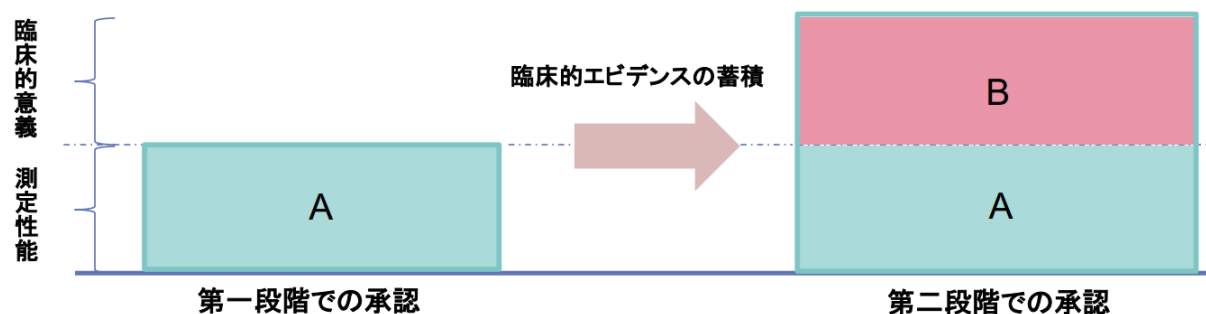 臨床的意義
測定性能
A
第一段階での承認
臨床的エビデンスの蓄積
B
A
第二段階での承認